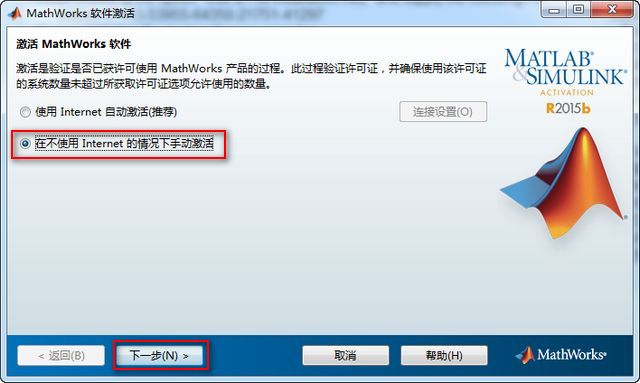 MathWorks 软件激活
激活 MathWorks 软件
激活是验证是否已获许可使用 MathWorks 产品的过程。此过程验证许可证，并确保使用该许可证
的系统数量未超过所获取许可证选项允许使用的数量。
使用 Internet 自动激活(推荐)
连接设置(O)
在不使用 Internet 的情况下手动激活
MATLAB®
&SIMULINK®
ACTIVATION
R2015b
< 返回(B)
下一步(N) >
取消
帮助(H)
MathWorks®